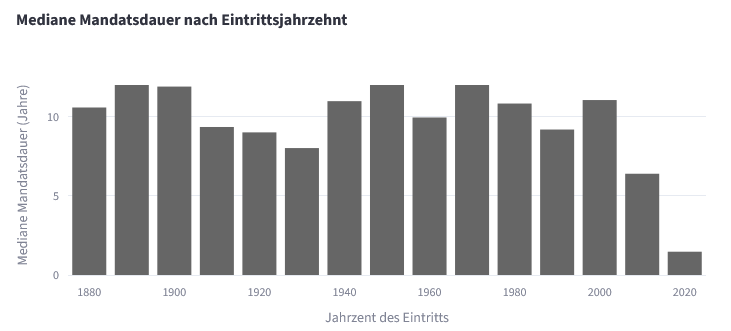 Mediane Mandatsdauer nach Eintrittsjahrzehnt
Mediane Mandatsdauer (Jahre)
10
5
0
1880 1900 1920 1940 1960 1980 2000 2020
Jahrzent des Eintritts